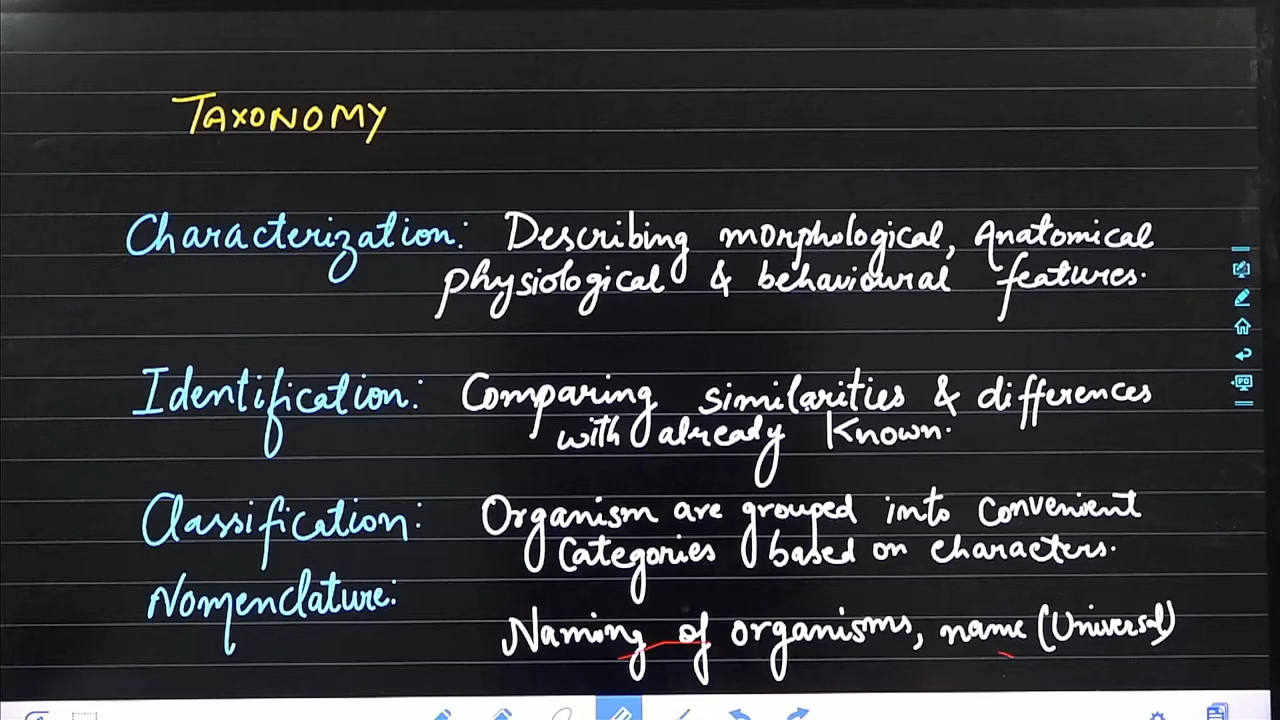 TAXONOMY
Characterization: Describing morphological, Anatomical
physiological & behavioural features.
Identification: Comparing similarities & differences
with already known.
Classification: Organism are grouped into convenient
categories based on characters.
Nomenclature:
Naming of organisms, name (Universal)